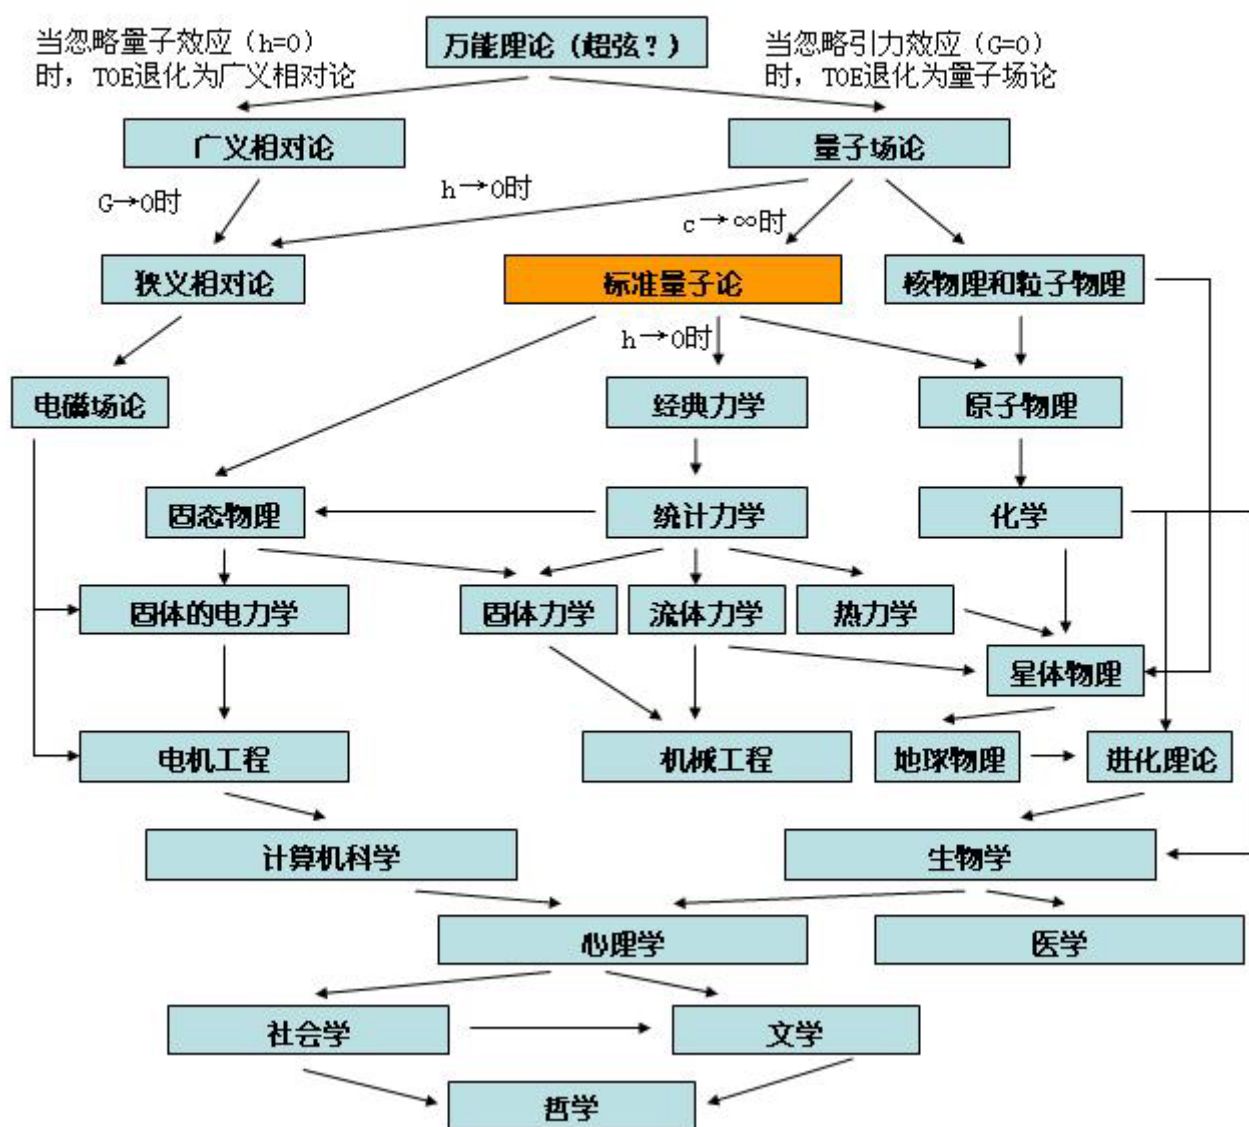 当忽略量子效应（h=0）
时，TOE退化为广义相对论
万能理论（超弦？）
当忽略引力效应（G=0）
时，TOE退化为量子场论
广义相对论
量子场论
G→0时
h→0时
c→∞时
狭义相对论
标准量子论
核物理和粒子物理
h→0时
电磁场论
经典力学
原子物理
固态物理
统计力学
化学
固体的电力学
固体力学
流体力学
热力学
星体物理
电机工程
机械工程
地球物理
进化理论
计算机科学
生物学
心理学
医学
社会学
文学
哲学